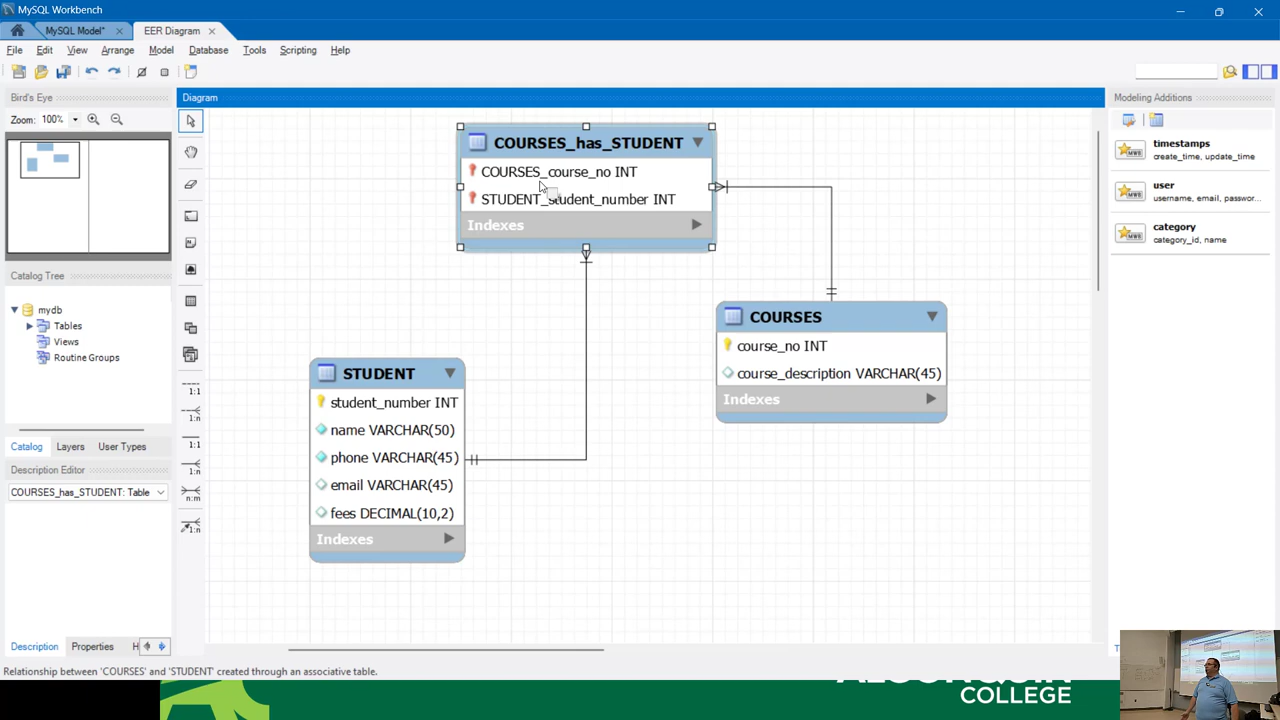 MySQL Workbench
MySQL Model*
EER Diagram
File Edit View Arrange Model Database Tools Scripting Help
Bird's Eye
Zoom: 100%
Catalog Tree
mydb
Tables
Views
Routine Groups
Catalog Layers User Types
Description Editor
COURSES_has_STUDENT: Table
Description Properties H
Diagram
1:1
1:n
1:1
1:n
n:m
1:n
COURSES_has_STUDENT
COURSES_course_no INT
STUDENT_student_number INT
Indexes
STUDENT
student_number INT
name VARCHAR(50)
phone VARCHAR(45)
email VARCHAR(45)
fees DECIMAL(10,2)
Indexes
COURSES
course_no INT
course_description VARCHAR(45)
Indexes
Modeling Additions
timestamps
create_time, update_time
user
username, email, passwor...
category
category_id, name
Relationship between 'COURSES' and 'STUDENT' created through an associative table.
COLLEGE